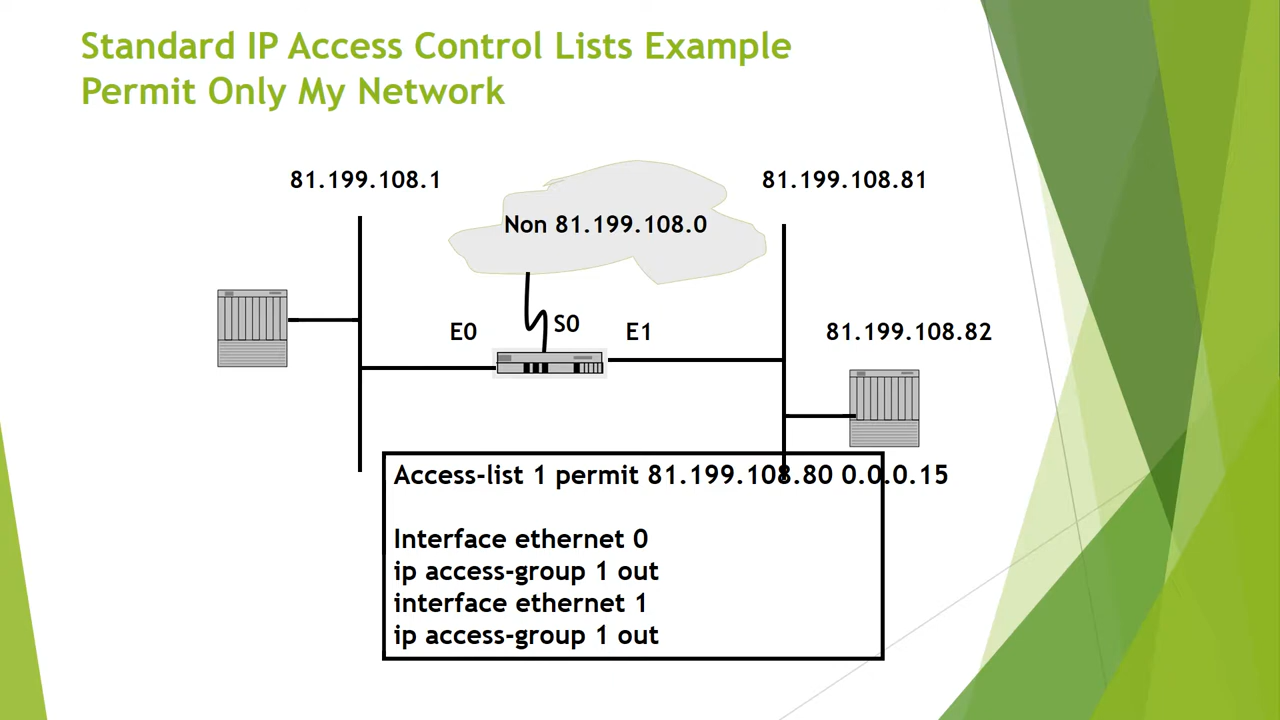 Standard IP Access Control Lists Example
Permit Only My Network
81.199.108.1
81.199.108.81
Non 81.199.108.0
E0
S0
E1
81.199.108.82
Access-list 1 permit 81.199.108.80 0.0.0.15
Interface ethernet 0
ip access-group 1 out
interface ethernet 1
ip access-group 1 out